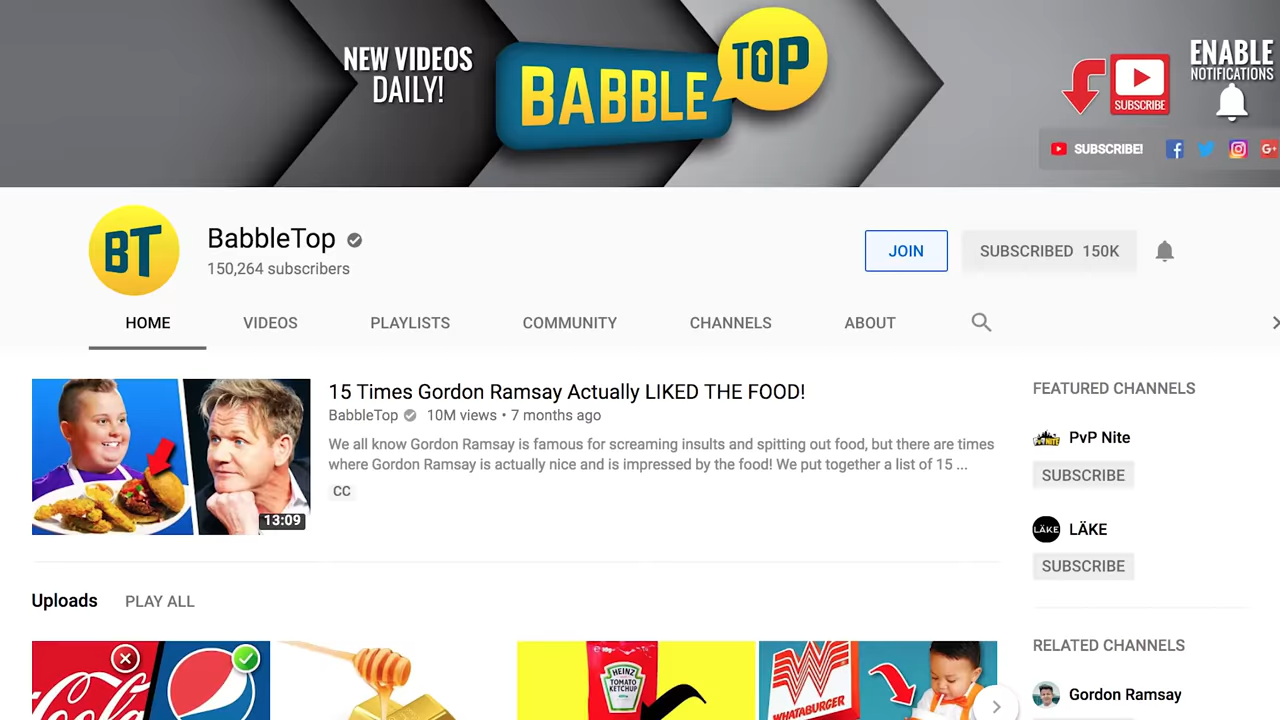 NEW VIDEOS
DAILY!
BABBLE
TOP
ENABLE
NOTIFICATIONS
SUBSCRIBE
SUBSCRIBE!
G+
BT
BabbleTop
150,264 subscribers
JOIN
SUBSCRIBED 150K
HOME VIDEOS PLAYLISTS COMMUNITY CHANNELS ABOUT
13:09
15 Times Gordon Ramsay Actually LIKED THE FOOD!
BabbleTop 10M views • 7 months ago
We all know Gordon Ramsay is famous for screaming insults and spitting out food, but there are times
where Gordon Ramsay is actually nice and is impressed by the food! We put together a list of 15 ...
CC
FEATURED CHANNELS
PvP Nite
SUBSCRIBE
LÄKE
LÄKE
SUBSCRIBE
Uploads PLAY ALL
HEINZ
TOMATO
KETCHUP
WHATABURGER
RELATED CHANNELS
Gordon Ramsay